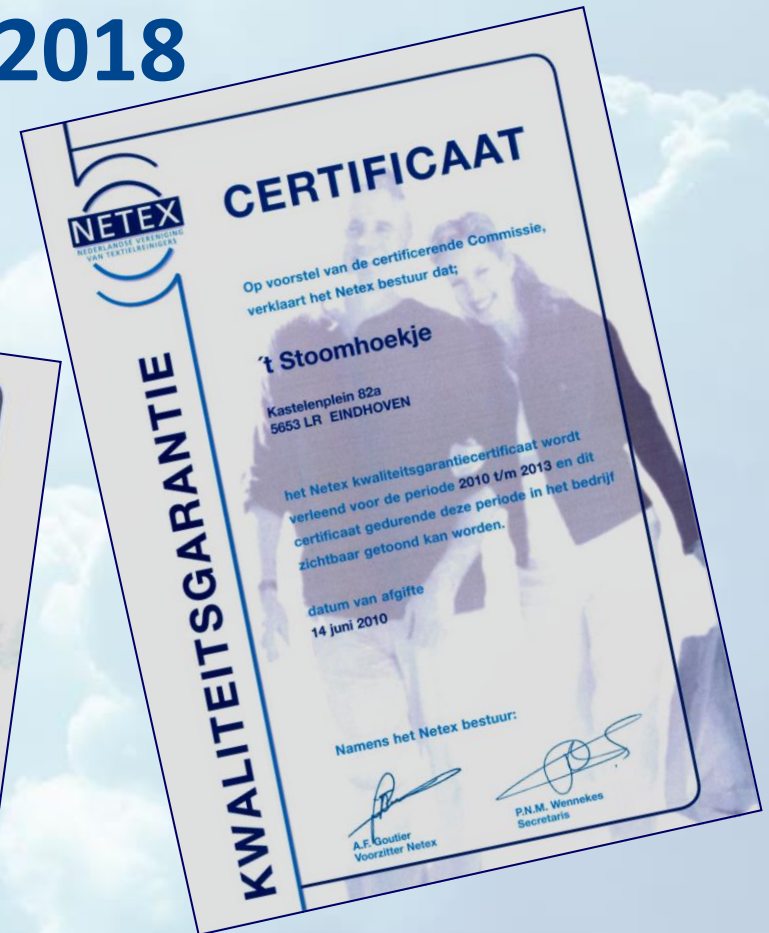 2018
CERTIFICAAT
NETEX
NEDERLANDSE VERENIGING
VAN TEXTIELREINIGERS
Op voorstel van de certificerende Commissie,
verklaart het Netex bestuur dat;
´t Stoomhoekje
Kastelenplein 82a
5653 LR EINDHOVEN
het Netex kwaliteitsgarantiecertificaat wordt
verleend voor de periode 2010 t/m 2013 en dit
certificaat gedurende deze periode in het bedrijf
zichtbaar getoond kan worden.
datum van afgifte
14 juni 2010
Namens het Netex bestuur:
A.F. Goutier
Voorzitter Netex
P.N.M. Wennekes
Secretaris
KWALITEITSGARANTIE